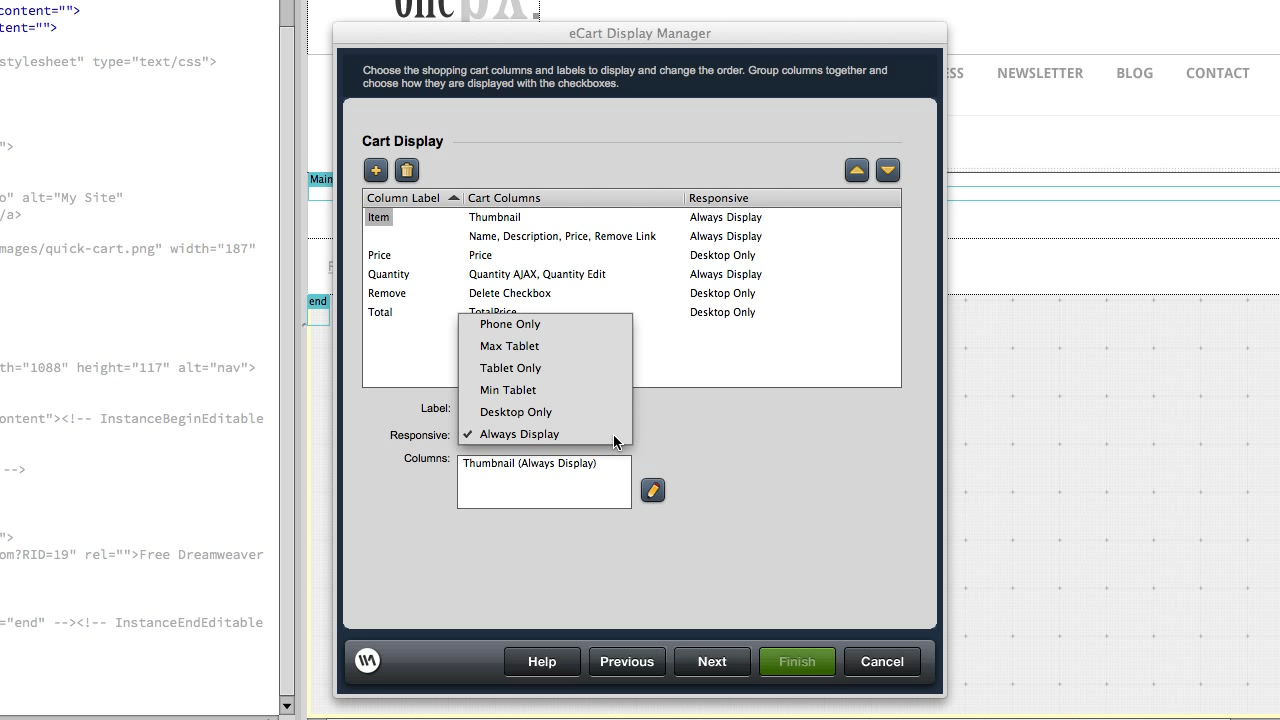 one px.
eCart Display Manager
Choose the shopping cart columns and labels to display and change the order. Group columns together and
choose how they are displayed with the checkboxes.
Cart Display
Column Label Cart Columns Responsive
Item Thumbnail Always Display
Name, Description, Price, Remove Link Always Display
Price Price Desktop Only
Quantity Quantity AJAX, Quantity Edit Always Display
Remove Delete Checkbox Desktop Only
Total TotalPrice Desktop Only
Phone Only
Max Tablet
Tablet Only
Min Tablet
Desktop Only
✓ Always Display
Label:
Responsive:
Columns:
Thumbnail (Always Display)
Help Previous Next Finish Cancel
content="">
tent="">
stylesheet" type="text/css">
">
o" alt="My Site"
/a>
mages/quick-cart.png" width="187"
th="1088" height="117" alt="nav">
ontent"><!-- InstanceBeginEditable
-->
">
om?RID=19" rel="">Free Dreamweaver
="end" --><!-- InstanceEndEditable
ESS NEWSLETTER BLOG CONTACT
Main
end